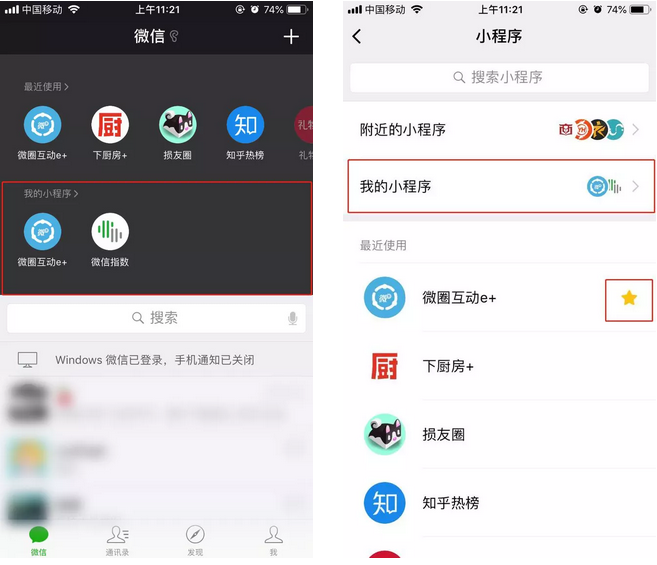 中国移动 上午11:21 74%
微信
最近使用 >
厨 知 礼物
微圈互动e+ 下厨房+ 损友圈 知乎热榜 礼物
我的小程序 >
微圈互动e+ 微信指数
搜索
Windows 微信已登录，手机通知已关闭
微信 通讯录 发现 我
中国移动 上午11:21 74%
小程序
搜索小程序
附近的小程序
商
我的小程序
最近使用
微圈互动e+
厨 下厨房+
损友圈
知 知乎热榜